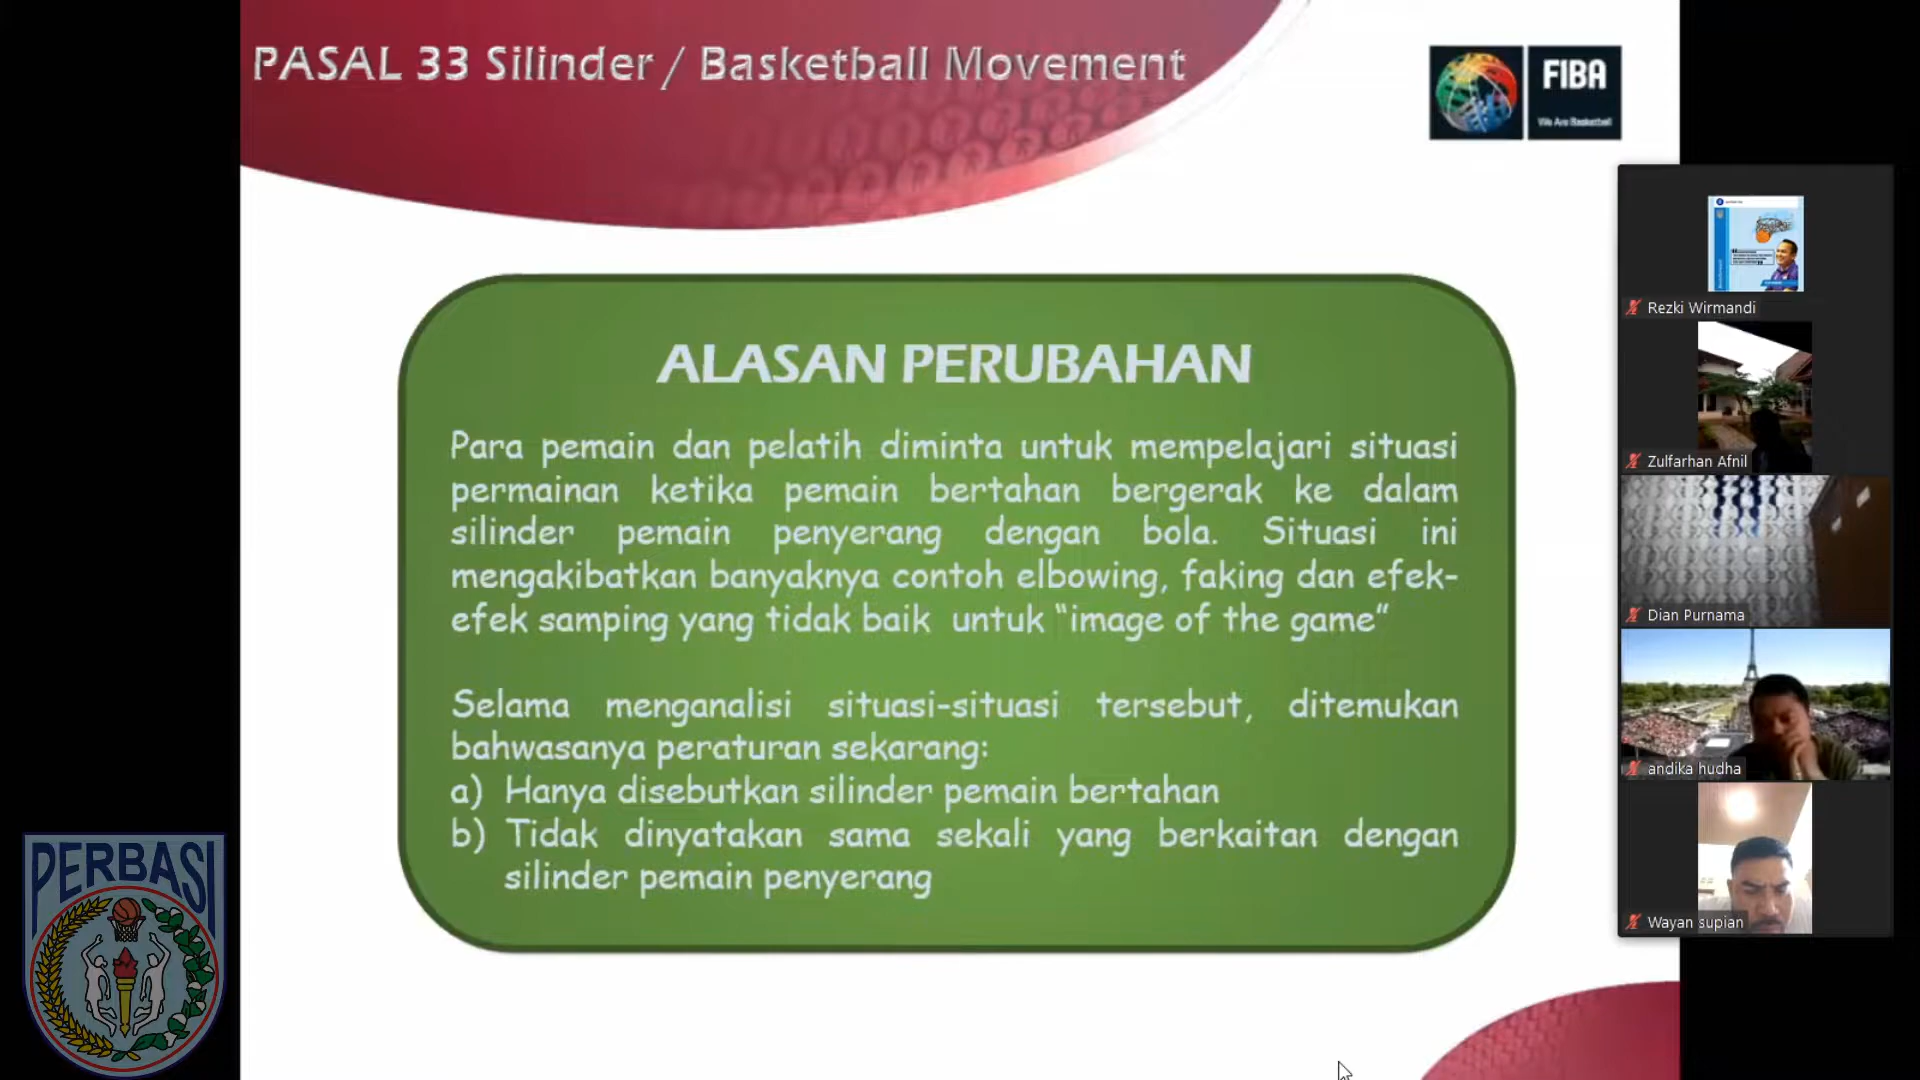 PASAL 33 Silinder / Basketball Movement
FIBA
We Are Basketball
ALASAN PERUBAHAN
Para pemain dan pelatih diminta untuk mempelajari situasi
permainan ketika pemain bertahan bergerak ke dalam
silinder pemain penyerang dengan bola. Situasi ini
mengakibatkan banyaknya contoh elbowing, faking dan efek-
efek samping yang tidak baik untuk “image of the game”
Selama menganalisi situasi-situasi tersebut, ditemukan
bahwasanya peraturan sekarang:
a) Hanya disebutkan silinder pemain bertahan
b) Tidak dinyatakan sama sekali yang berkaitan dengan
silinder pemain penyerang
Rezki Wirmandi
Zulfarhan Afnil
Dian Purnama
andika hudha
Wayan supian
PERBASI